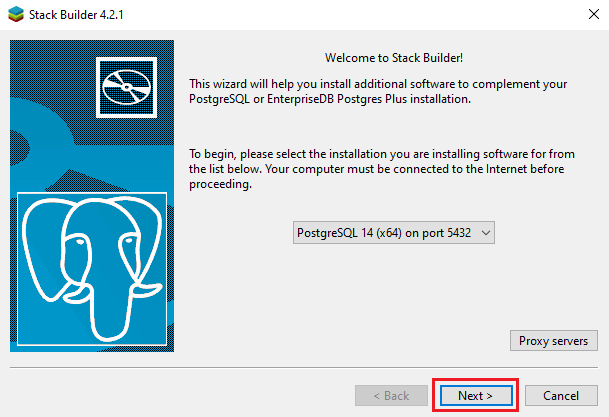 Stack Builder 4.2.1
Welcome to Stack Builder!
This wizard will help you install additional software to complement your
PostgreSQL or EnterpriseDB Postgres Plus installation.
To begin, please select the installation you are installing software for from
the list below. Your computer must be connected to the Internet before
proceeding.
PostgreSQL 14 (x64) on port 5432
Proxy servers
< Back
Next >
Cancel